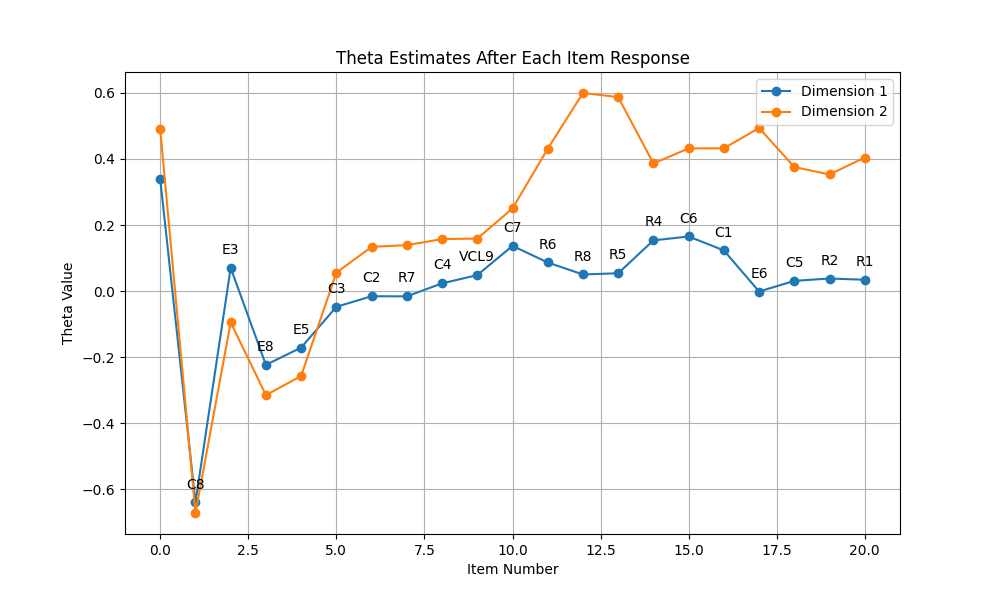 Theta Estimates After Each Item Response
Dimension 1
Dimension 2
Theta Value
0.6
0.4
0.2
0.0
−0.2
−0.4
−0.6
C8
E3
E8
E5
C3
C2
R7
C4
VCL9
C7
R6
R8
R5
R4
C6
C1
E6
C5
R2
R1
0.0 2.5 5.0 7.5 10.0 12.5 15.0 17.5 20.0
Item Number